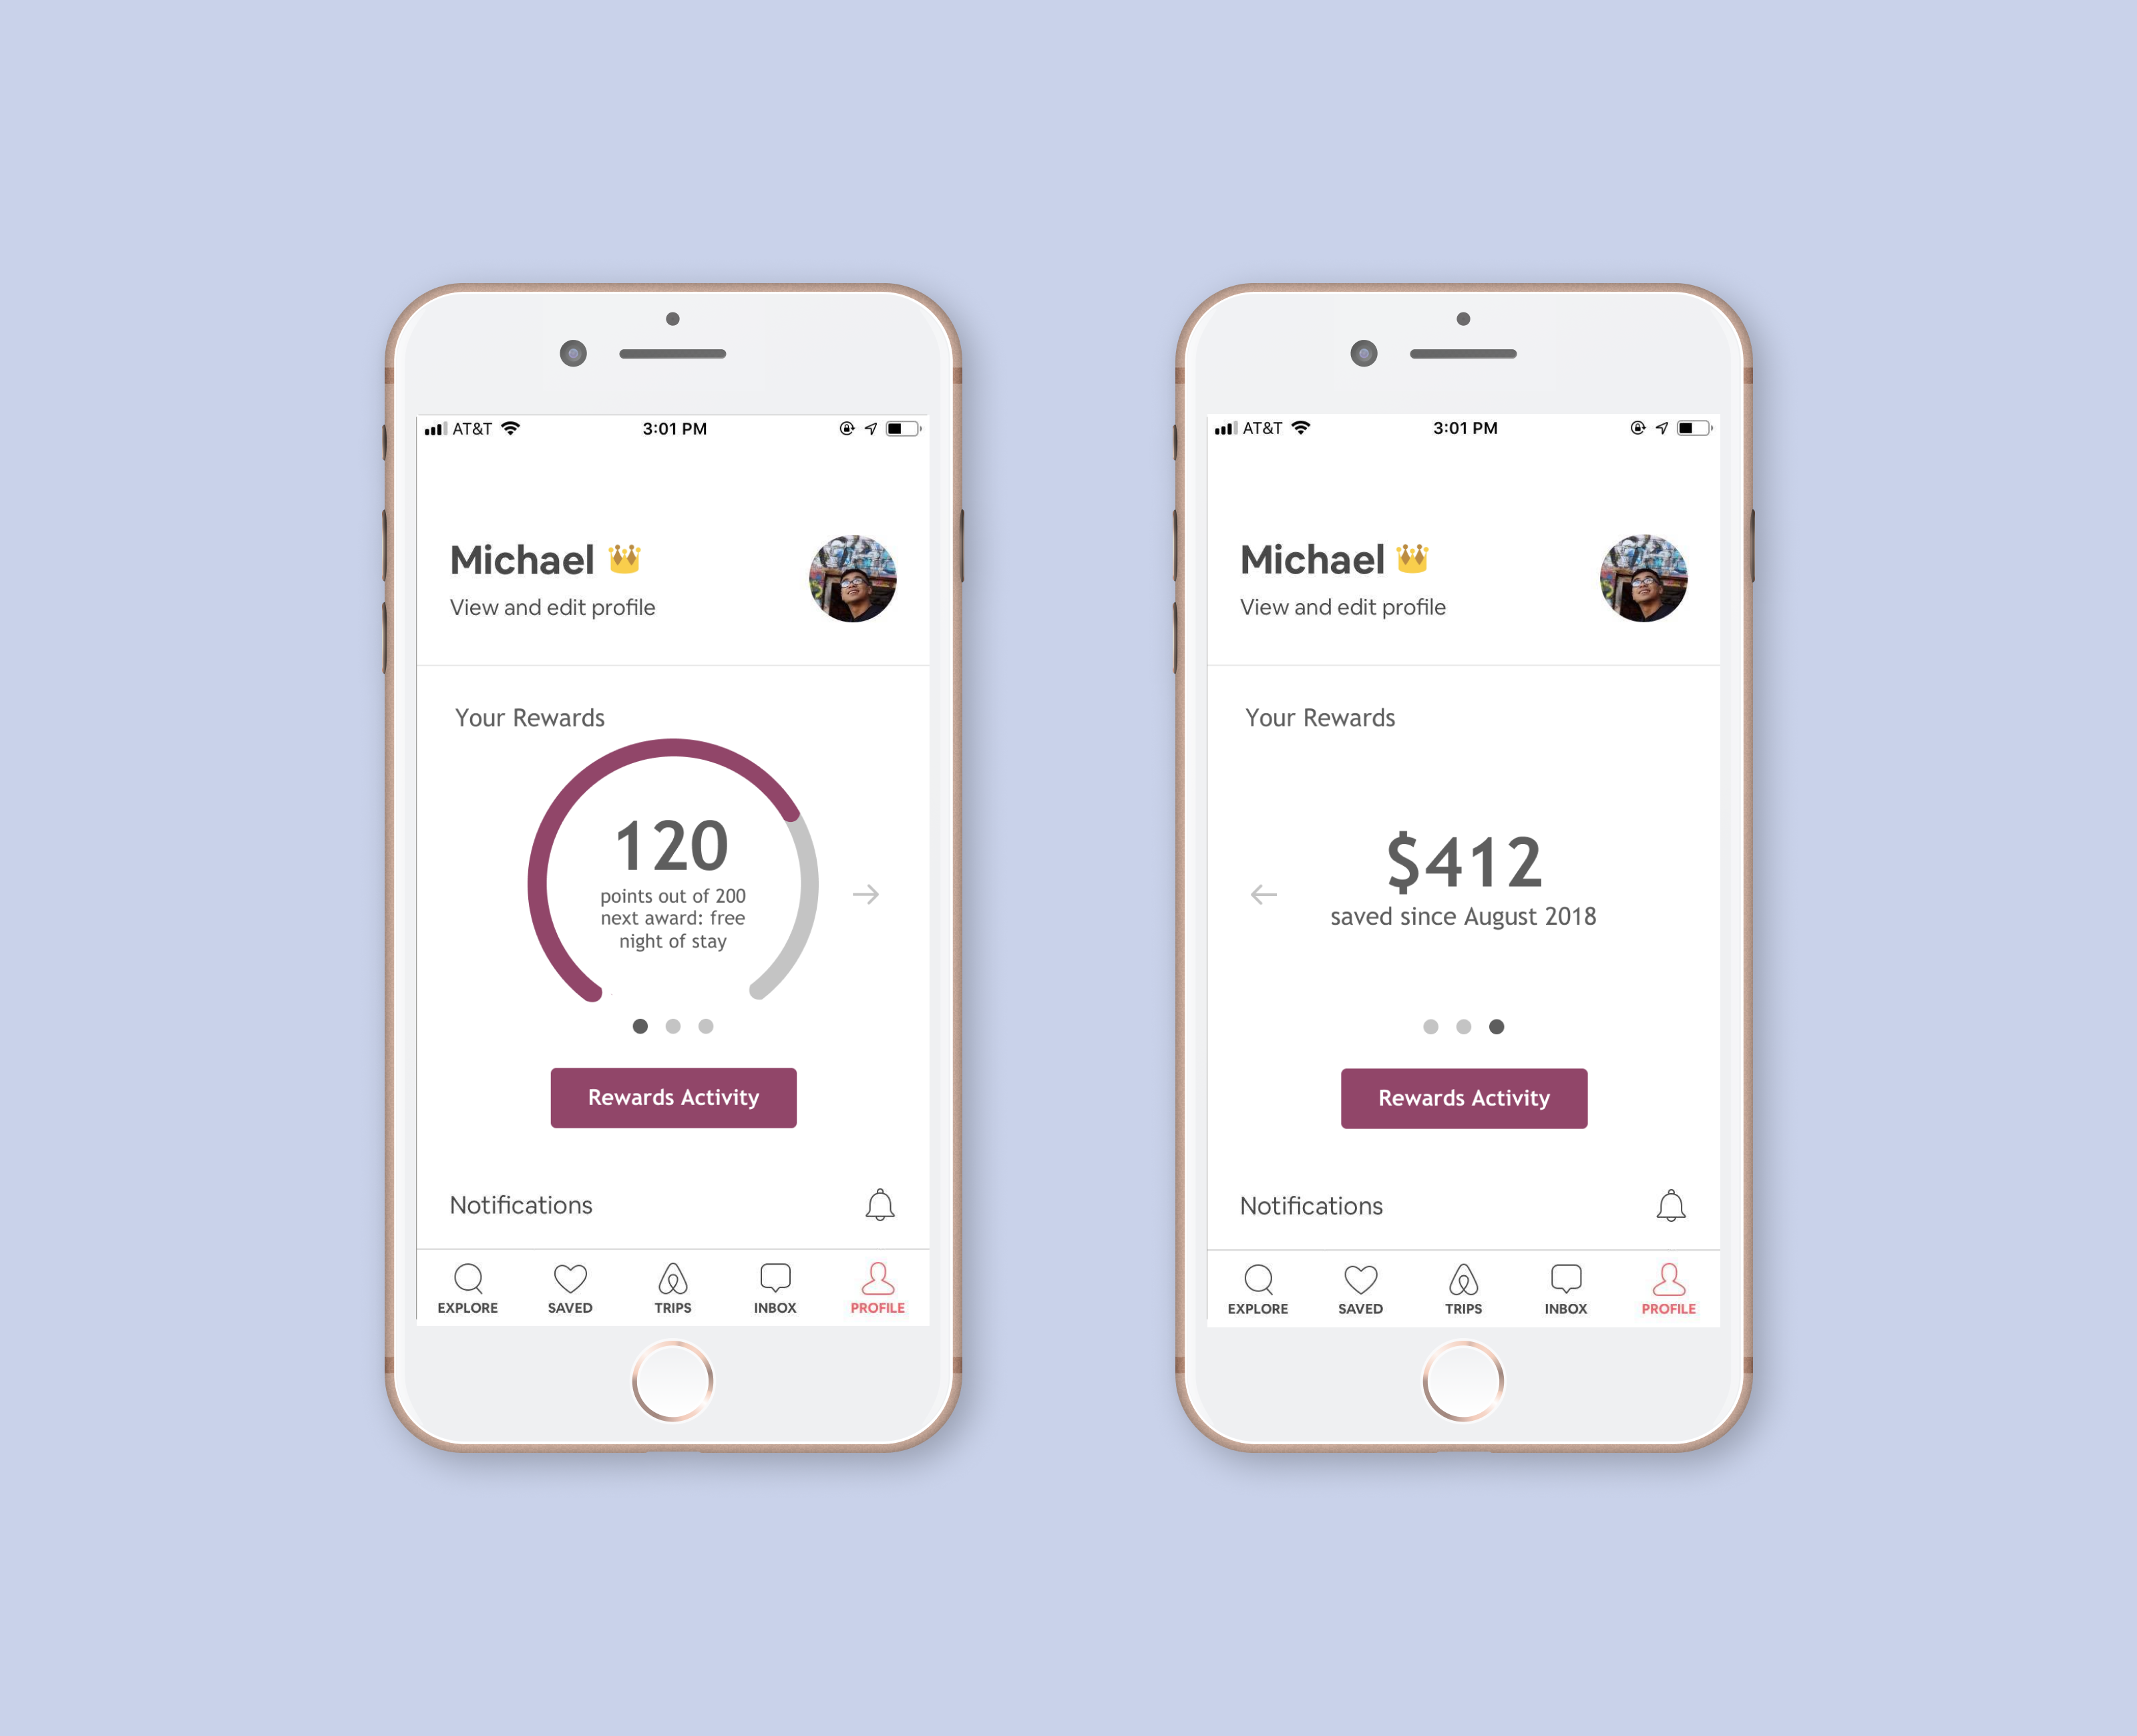 AT&T 3:01 PM
Michael
View and edit profile
Your Rewards
120
points out of 200
next award: free
night of stay
Rewards Activity
Notifications
EXPLORE SAVED TRIPS INBOX PROFILE
AT&T 3:01 PM
Michael
View and edit profile
Your Rewards
$412
saved since August 2018
Rewards Activity
Notifications
EXPLORE SAVED TRIPS INBOX PROFILE